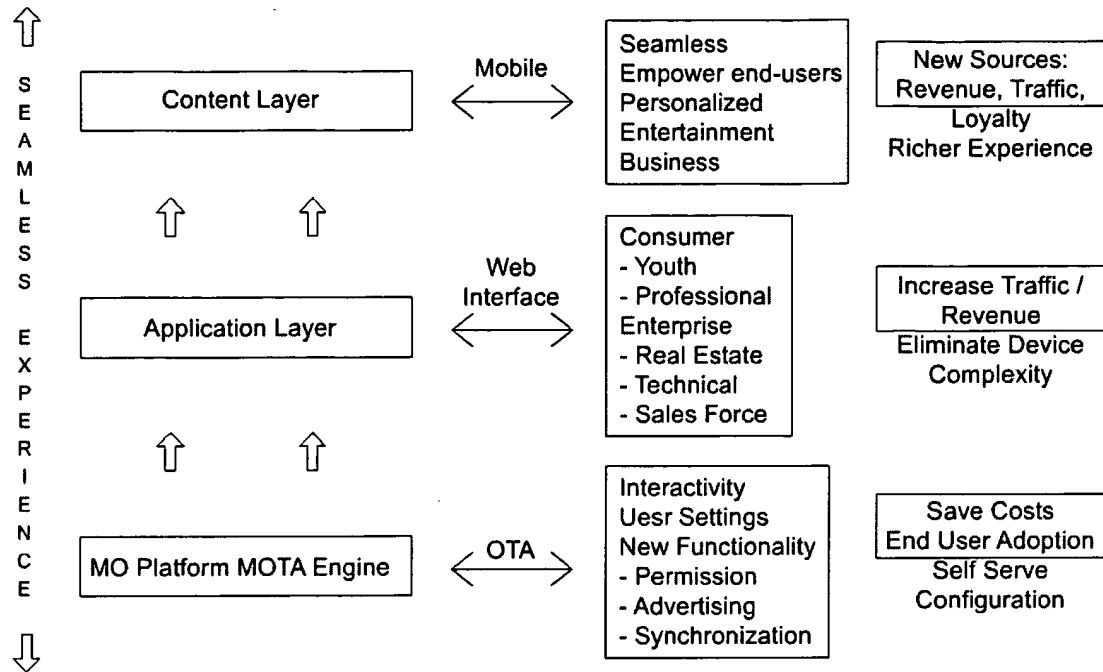 SEAMLESS EXPERIENCE
Content Layer
Mobile
Seamless
Empower end-users
Personalized
Entertainment
Business
New Sources:
Revenue, Traffic,
Loyalty
Richer Experience
Application Layer
Web
Interface
Consumer
- Youth
- Professional
Enterprise
- Real Estate
- Technical
- Sales Force
Increase Traffic /
Revenue
Eliminate Device
Complexity
MO Platform MOTA Engine
OTA
Interactivity
Uesr Settings
New Functionality
- Permission
- Advertising
- Synchronization
Save Costs
End User Adoption
Self Serve
Configuration